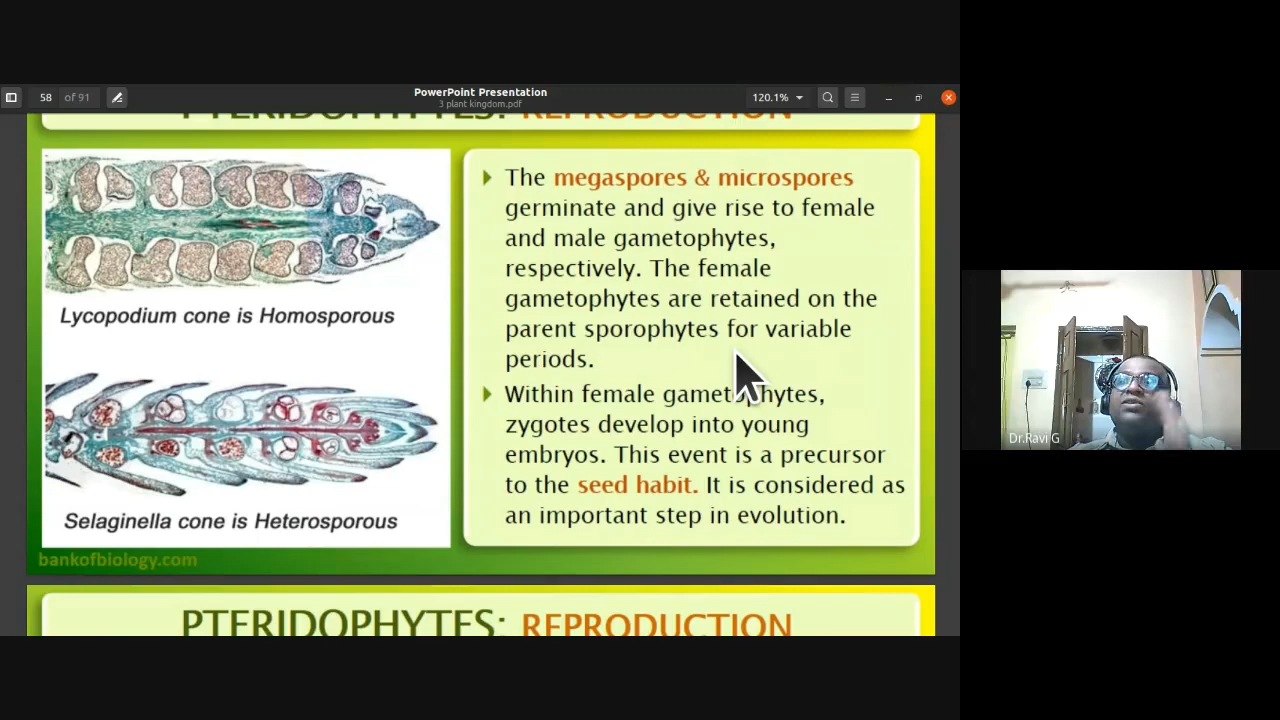 58 of 91
PowerPoint Presentation
3 plant kingdom.pdf
120.1%
PTERIDOPHYTES: REPRODUCTION
The megaspores & microspores
germinate and give rise to female
and male gametophytes,
respectively. The female
gametophytes are retained on the
parent sporophytes for variable
periods.
Within female gametophytes,
zygotes develop into young
embryos. This event is a precursor
to the seed habit. It is considered as
an important step in evolution.
Lycopodium cone is Homosporous
Selaginella cone is Heterosporous
bankofbiology.com
PTERIDOPHYTES: REPRODUCTION
Dr.Ravi G